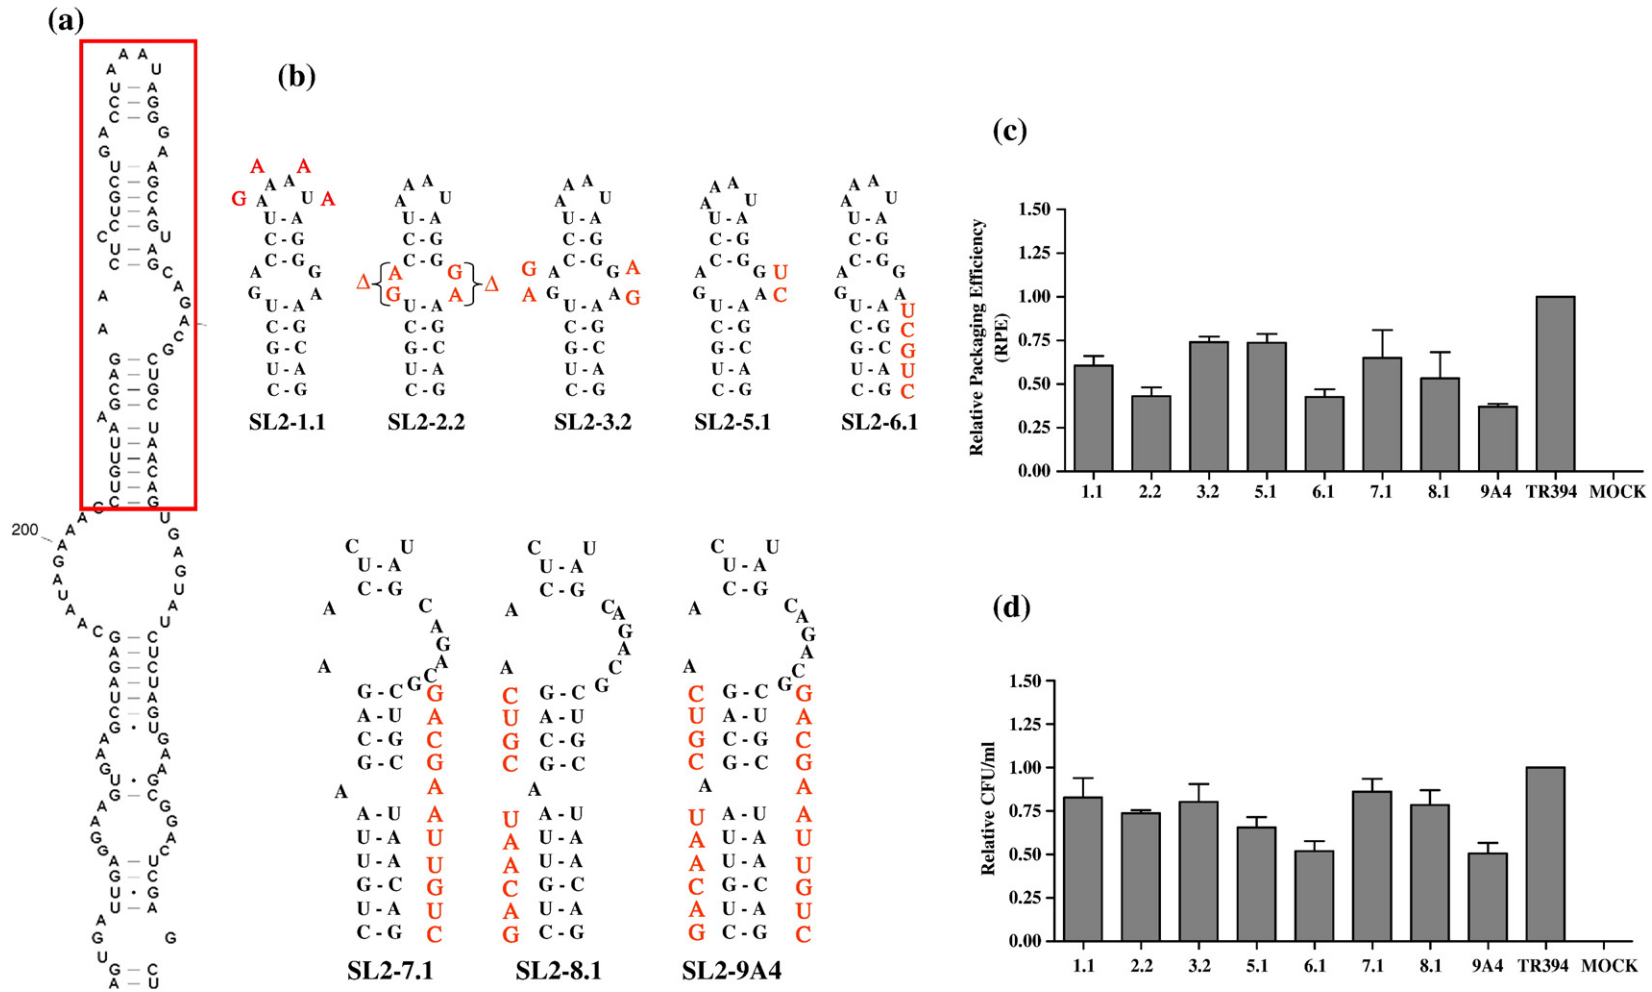 (a)
A A
A U
U A
C G
C G
A G
G A
U A
C G
G C
U A
C G
C U
U A
C G
C
A A
G
A A
C
G
G C
A U
C G
G C
A
A U
U A
U A
G C
U A
C G
200
(b)
A A
G A A A U A
U - A
C - G
C - G
A G
G A
U - A
C - G
G - C
U - A
C - G
SL2-1.1
A A
A U
U - A
C - G
C - G
Δ { A G } Δ
G A
U - A
C - G
G - C
U - A
C - G
SL2-2.2
A A
A U
U - A
C - G
C - G
G A G A
A G A G
U - A
C - G
G - C
U - A
C - G
SL2-3.2
A A
A U
U - A
C - G
C - G
A G U
G A C
U - A
C - G
G - C
U - A
C - G
SL2-5.1
A A
A U
U - A
C - G
C - G
A G
G A
U - A U
C - G C
G - C G
U - A U
C - G C
SL2-6.1
C U
U - A
C - G
A C
A
G
A A
C
G
G - C G
A - U A
C - G C
G - C G
A A
A - U A
U - A U
U - A U
G - C G
U - A U
C - G C
SL2-7.1
C U
U - A
C - G
A C A
G
A
A C
G
C G - C
U A - U
G C - G
C G - C
A
U A - U
A U - A
A U - A
C G - C
A U - A
G C - G
SL2-8.1
C U
U - A
C - G
A C
A
G
A A
C
G
C G - C G
U A - U A
G C - G C
C G - C G
A A
U A - U A
A U - A U
A U - A U
C G - C G
A U - A U
G C - G C
SL2-9A4
(c)
Relative Packaging Efficiency
(RPE)
1.50
1.25
1.00
0.75
0.50
0.25
0.00
1.1 2.2 3.2 5.1 6.1 7.1 8.1 9A4 TR394 MOCK
(d)
Relative CFU/ml
1.50
1.25
1.00
0.75
0.50
0.25
0.00
1.1 2.2 3.2 5.1 6.1 7.1 8.1 9A4 TR394 MOCK